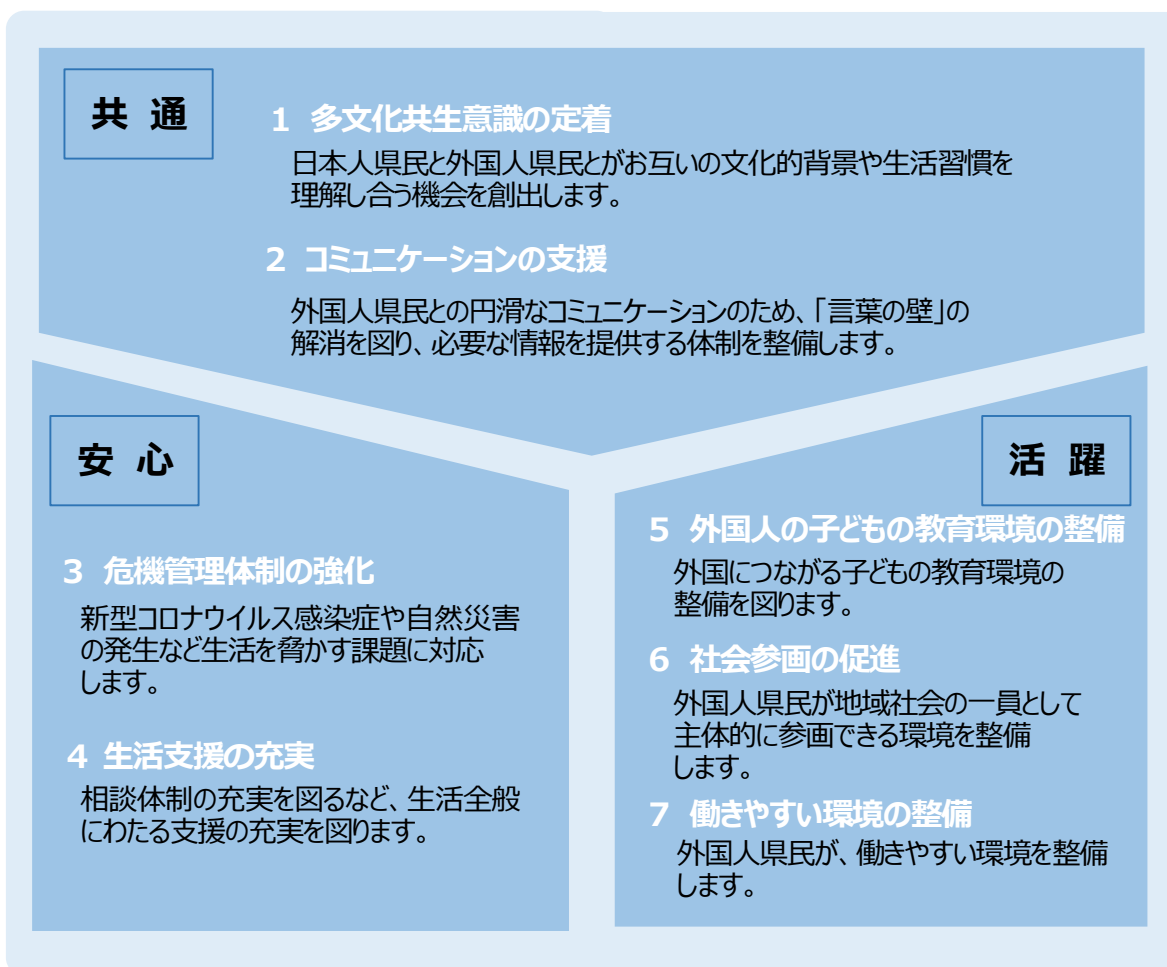 共 通
1 多文化共生意識の定着
日本人県民と外国人県民とがお互いの文化的背景や生活習慣を
理解し合う機会を創出します。
2 コミュニケーションの支援
外国人県民との円滑なコミュニケーションのため、「言葉の壁」の
解消を図り、必要な情報を提供する体制を整備します。
安 心
3 危機管理体制の強化
新型コロナウイルス感染症や自然災害
の発生など生活を脅かす課題に対応
します。
4 生活支援の充実
相談体制の充実を図るなど、生活全般
にわたる支援の充実を図ります。
活 躍
5 外国人の子どもの教育環境の整備
外国につながる子どもの教育環境の
整備を図ります。
6 社会参画の促進
外国人県民が地域社会の一員として
主体的に参画できる環境を整備
します。
7 働きやすい環境の整備
外国人県民が、働きやすい環境を整備
します。